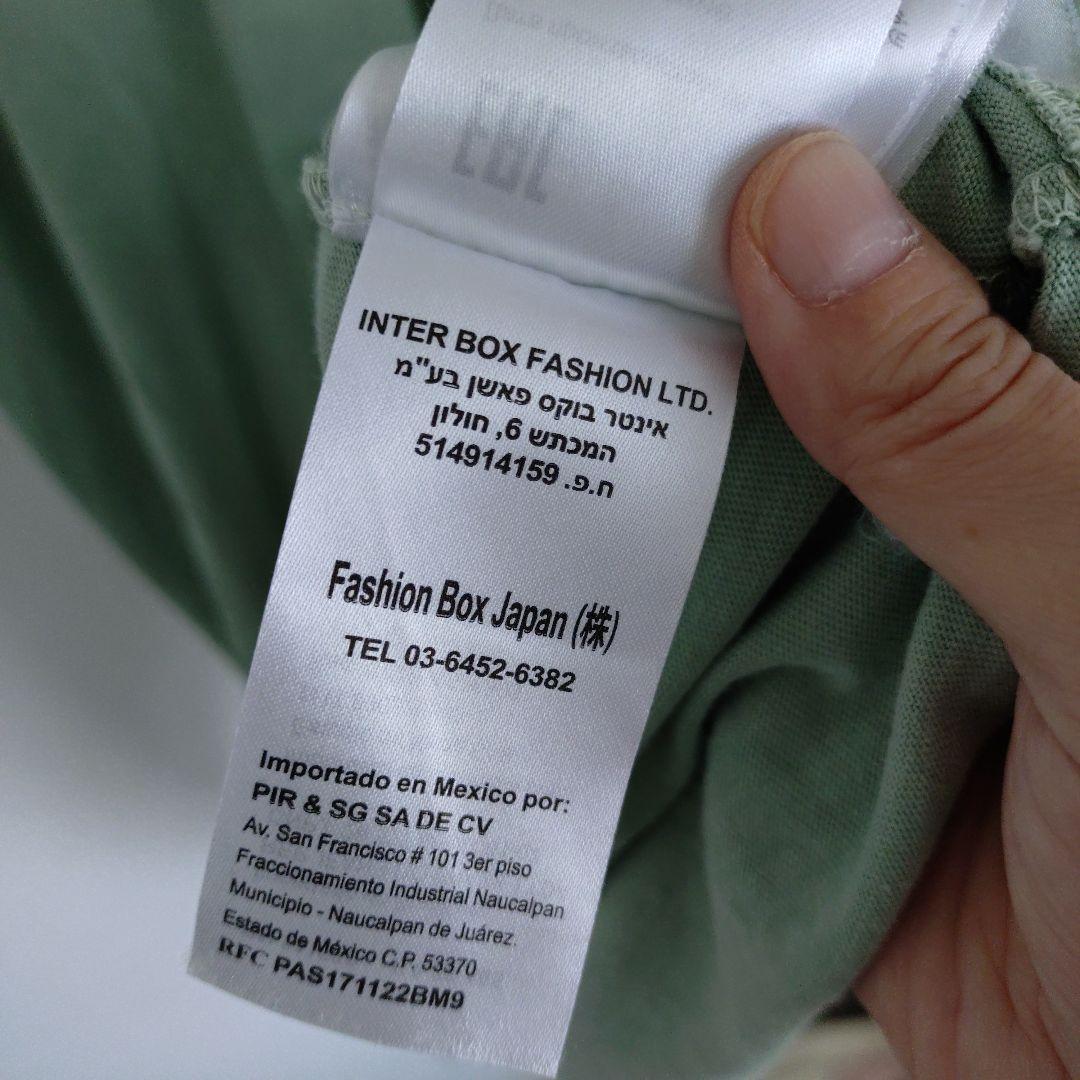 EAC
INTER BOX FASHION LTD.
אינטר בוקס פאשן בע"מ
המכתש 6, חולון
ח.פ. 514914159
Fashion Box Japan (株)
TEL 03-6452-6382
Importado en Mexico por:
PIR & SG SA DE CV
Av. San Francisco # 101 3er piso
Fraccionamiento Industrial Naucalpan
Municipio - Naucalpan de Juárez.
Estado de México C.P. 53370
RFC PAS171122BM9